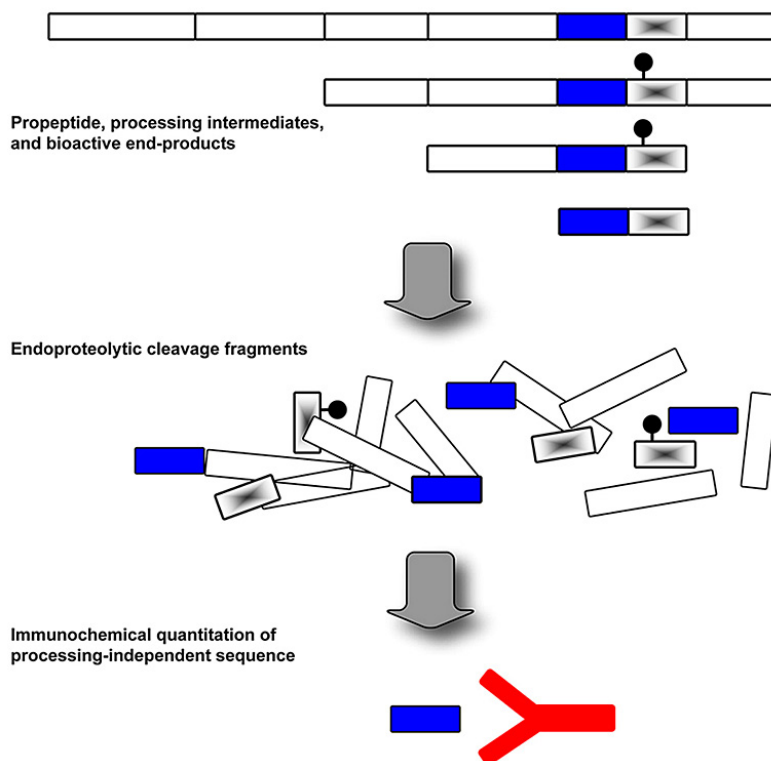 Propeptide, processing intermediates,
and bioactive end-products
Endoproteolytic cleavage fragments
Immunochemical quantitation of
processing-independent sequence